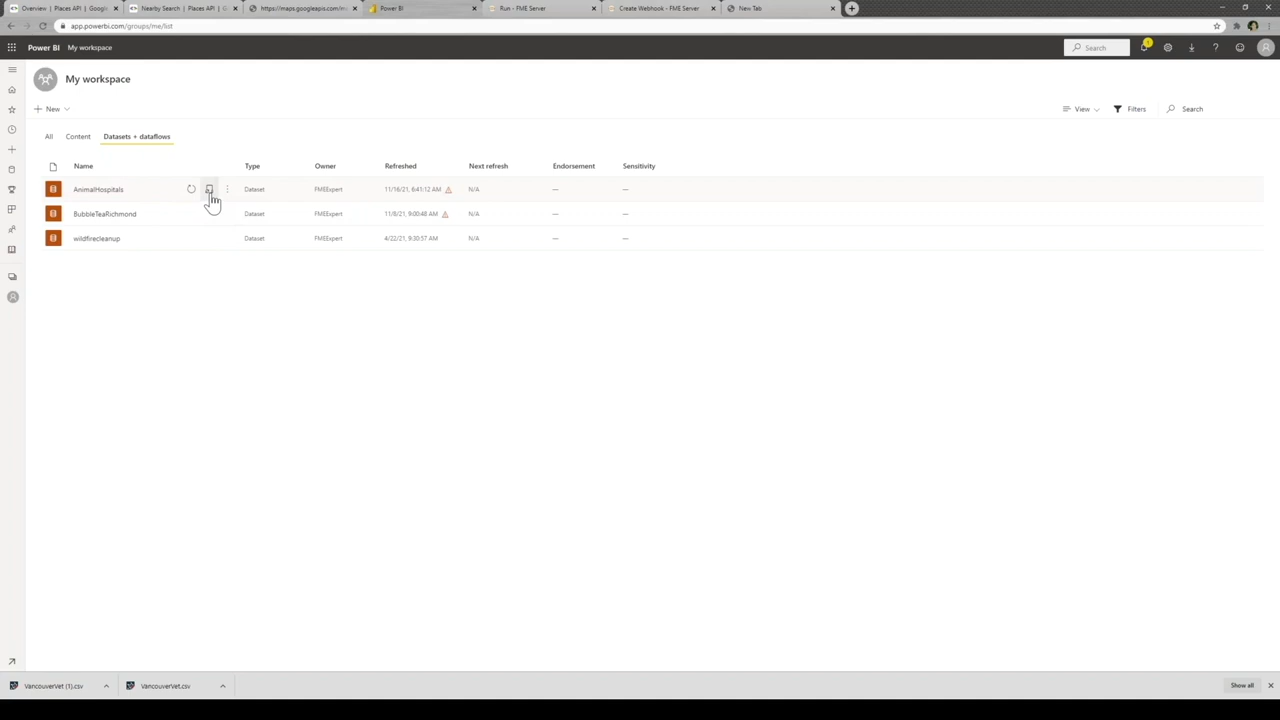 Overview | Places API | Googl Nearby Search | Places API | G https://maps.googleapis.com/m Power BI Run - FME Server Create Webhook - FME Server New Tab
app.powerbi.com/groups/me/list
Power BI My workspace Search
My workspace
New View Filters Search
All Content Datasets + dataflows
Name Type Owner Refreshed Next refresh Endorsement Sensitivity
AnimalHospitals Dataset FMEExpert 11/16/21, 6:41:12 AM N/A — —
BubbleTeaRichmond Dataset FMEExpert 11/8/21, 9:00:48 AM N/A — —
wildfirecleanup Dataset FMEExpert 4/22/21, 9:30:57 AM N/A — —
VancouverVet (1).csv VancouverVet.csv Show all